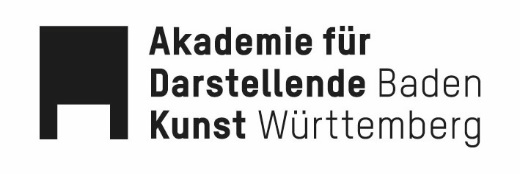 Akademie für
Darstellende Baden
Kunst Württemberg